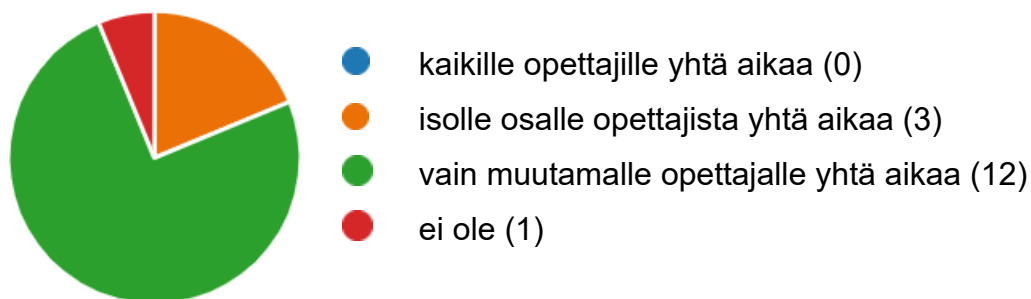 kaikille opettajille yhtä aikaa (0)
isolle osalle opettajista yhtä aikaa (3)
vain muutamalle opettajalle yhtä aikaa (12)
ei ole (1)